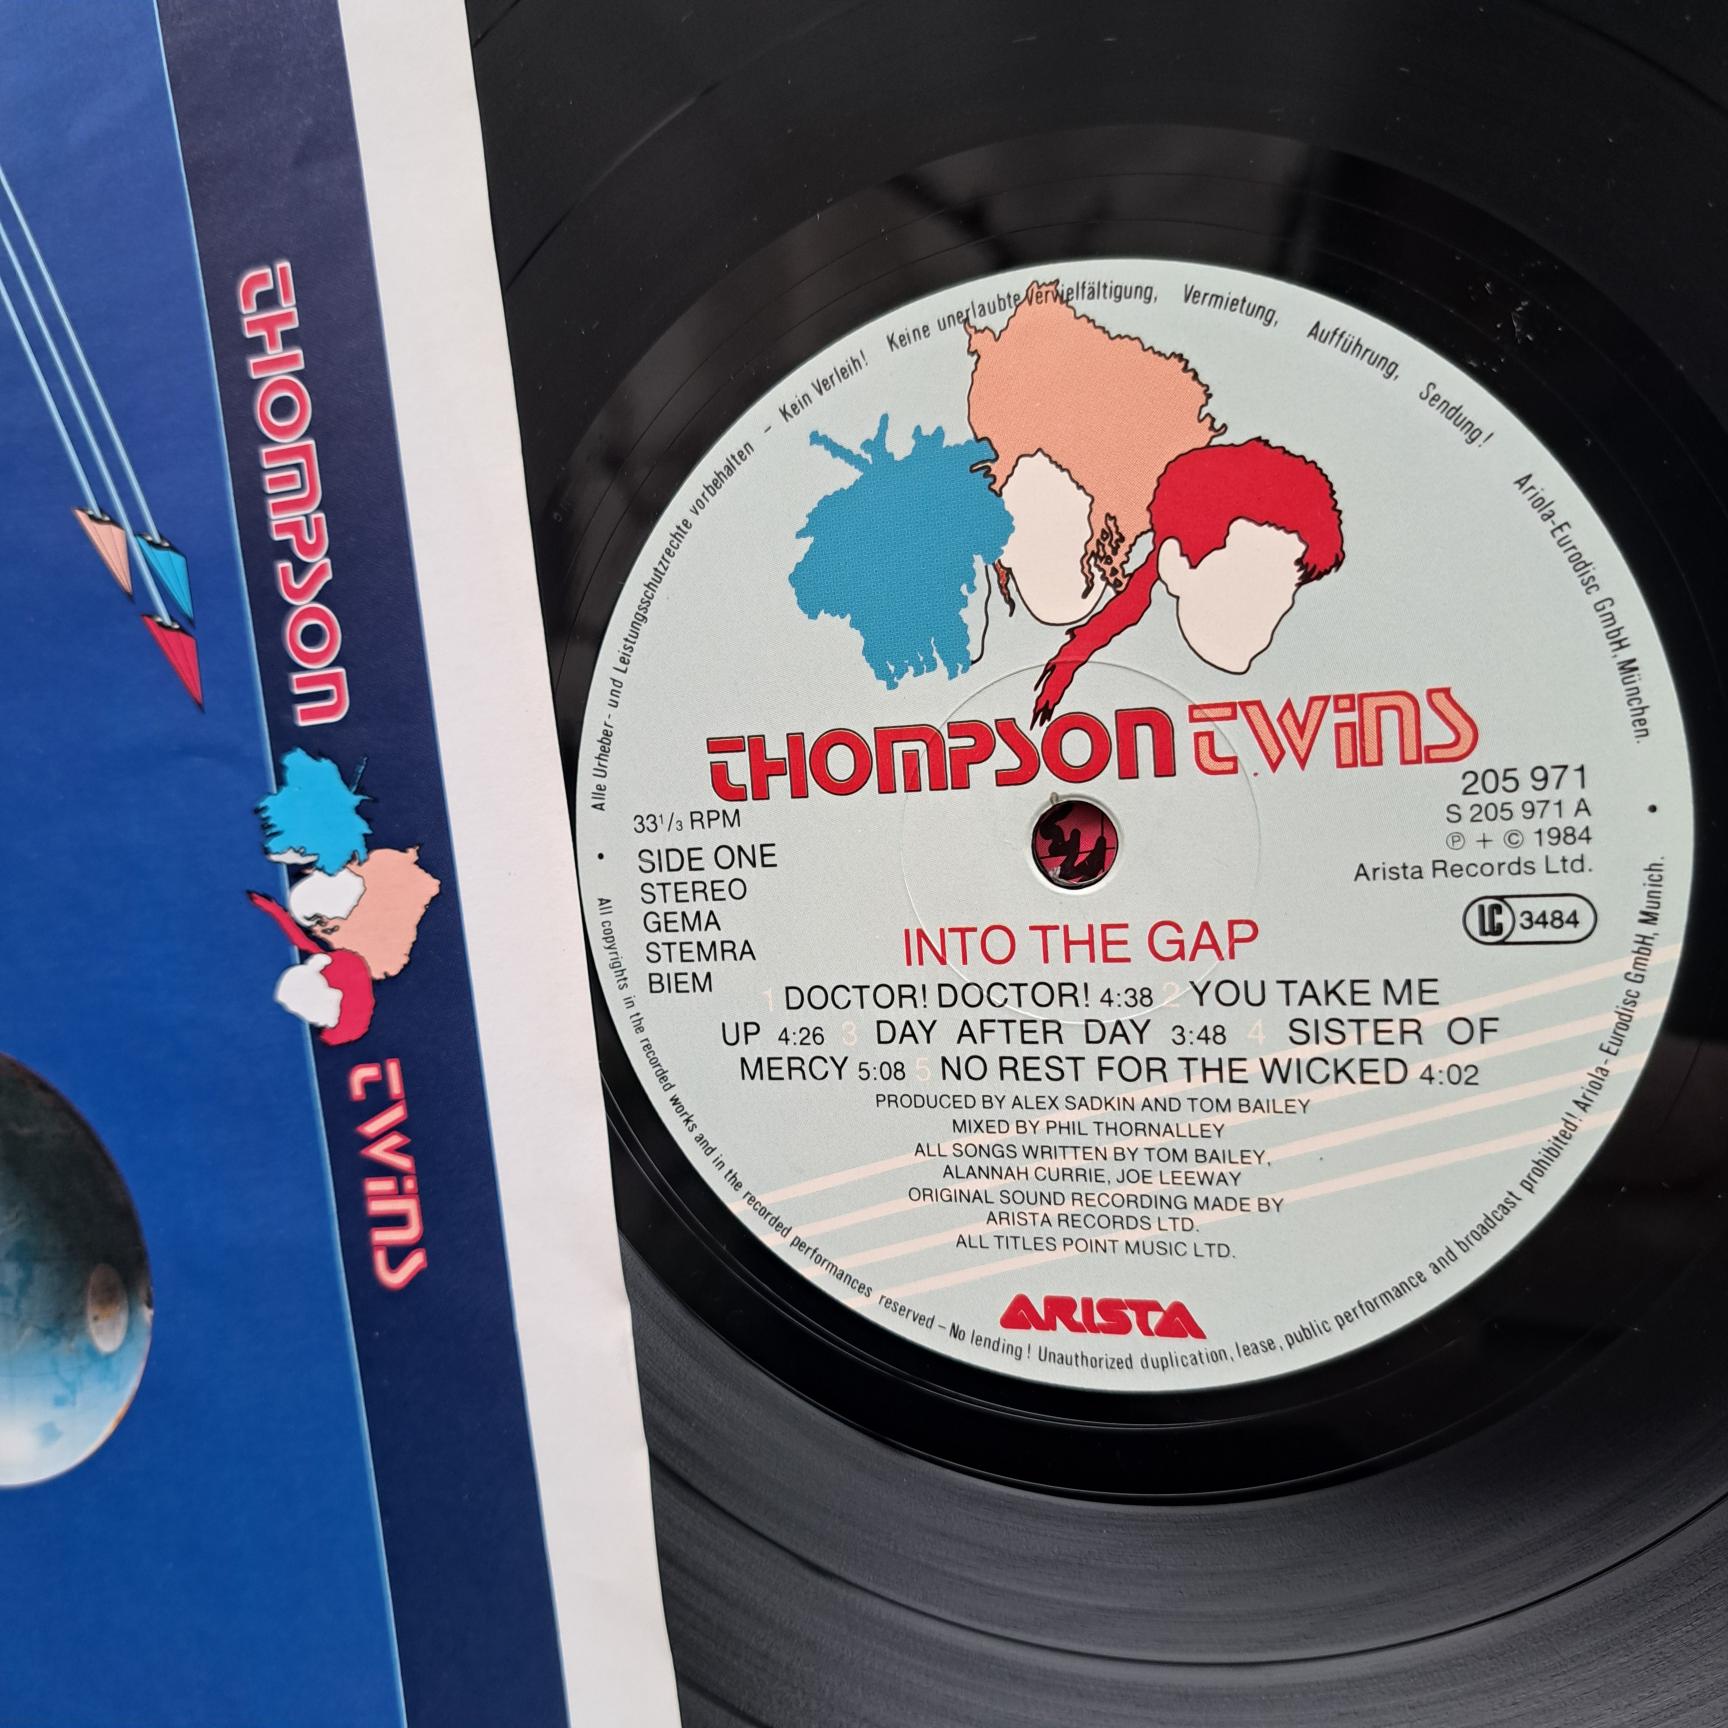 THOMPSON
TWINS
Alle Urheber- und Leistungsschutzrechte vorbehalten - Kein Verleih! Keine unerlaubte Vervielfältigung, Vermietung, Aufführung, Sendung! Ariola-Eurodisc GmbH, München.
THOMPSON TWINS
33 1/3 RPM
SIDE ONE
STEREO
GEMA
STEMRA
BIEM
205 971
S 205 971 A
℗ + © 1984
Arista Records Ltd.
LC 3484
INTO THE GAP
1 DOCTOR! DOCTOR! 4:38 2 YOU TAKE ME
UP 4:26 3 DAY AFTER DAY 3:48 4 SISTER OF
MERCY 5:08 5 NO REST FOR THE WICKED 4:02
PRODUCED BY ALEX SADKIN AND TOM BAILEY
MIXED BY PHIL THORNALLEY
ALL SONGS WRITTEN BY TOM BAILEY,
ALANNAH CURRIE, JOE LEEWAY
ORIGINAL SOUND RECORDING MADE BY
ARISTA RECORDS LTD.
ALL TITLES POINT MUSIC LTD.
ARISTA
All copyrights in the recorded works and in the recorded performances reserved - No lending! Unauthorized duplication, lease, public performance and broadcast prohibited! Ariola-Eurodisc GmbH, Munich.